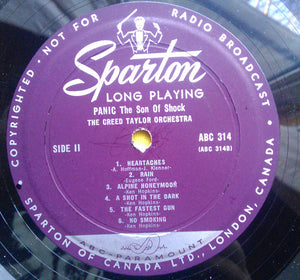 COPYRIGHTED - NOT FOR RADIO BROADCAST
Sparton
LONG PLAYING
PANIC The Son Of Shock
THE CREED TAYLOR ORCHESTRA
SIDE II
ABC 314
(ABC 314B)
1. HEARTACHES
A. Hoffman-J. Klenner-
2. RAIN
-Eugene Ford-
3. ALPINE HONEYMOON
-Ken Hopkins-
4. A SHOT IN THE DARK
-Ken Hopkins-
5. THE FASTEST GUN
-Ken Hopkins-
6. NO SMOKING
-Ken Hopkins-
ABC-PARAMOUNT
SPARTON OF CANADA LTD., LONDON, CANADA